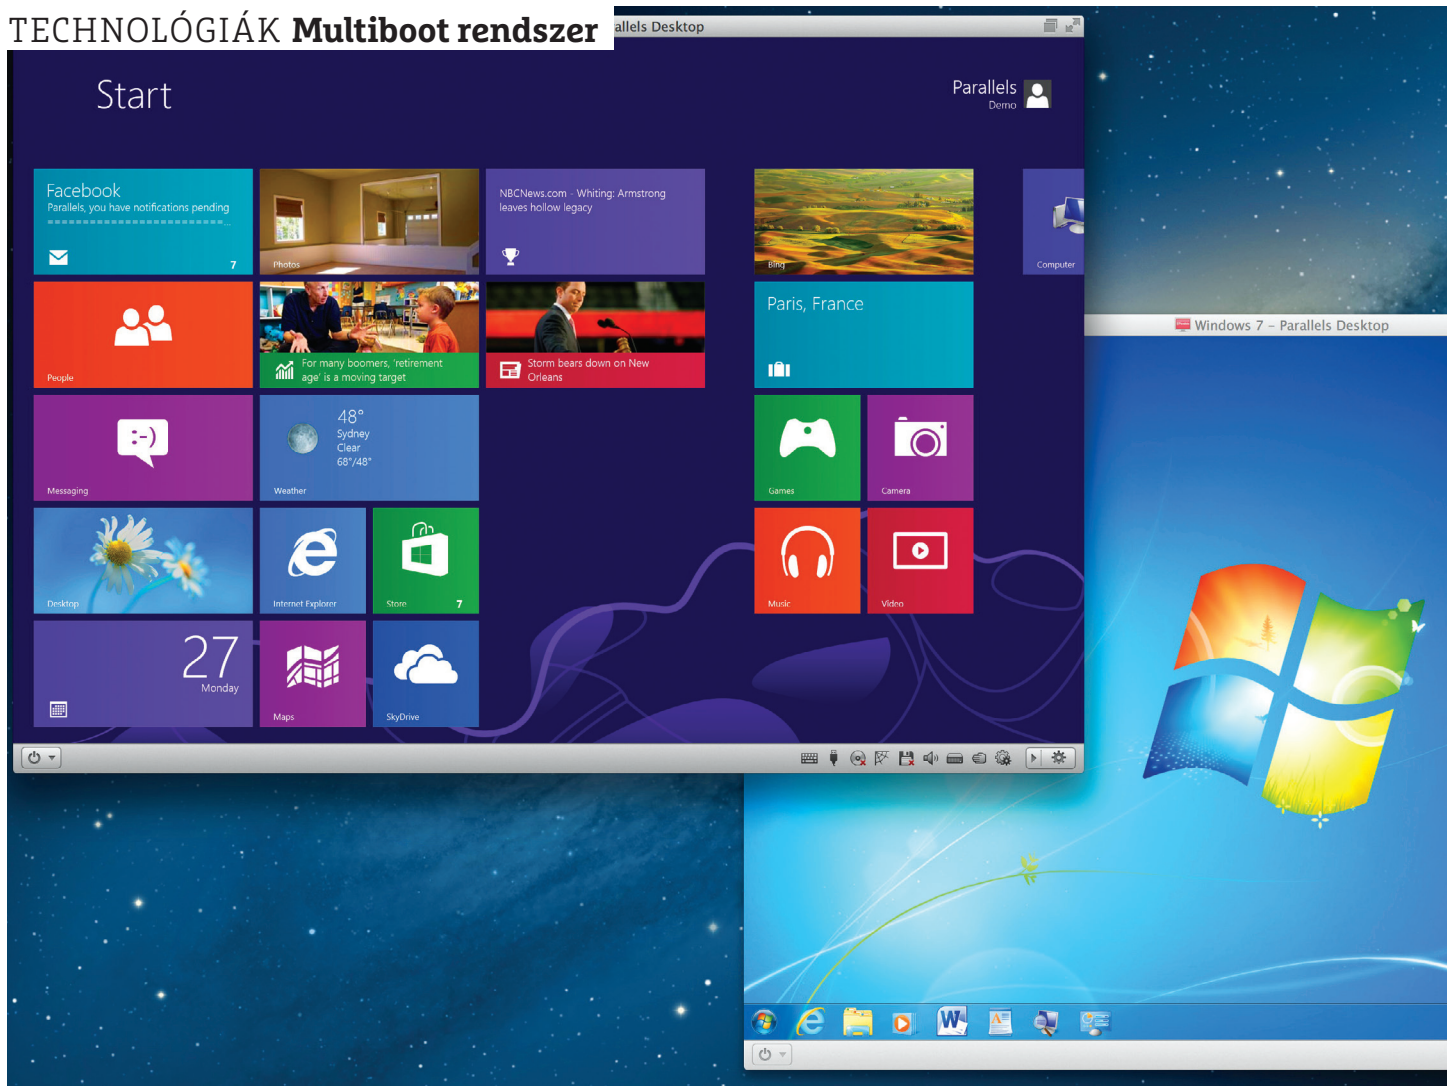 TECHNOLÓGIÁK Multiboot rendszer
allels Desktop
Start
Parallels
Demo
Facebook
Parallels, you have notifications pending
7
Photos
NBCNews.com - Whiting: Armstrong
leaves hollow legacy
Bing
Computer
People
For many boomers, 'retirement
age' is a moving target
Storm bears down on New
Orleans
Paris, France
Windows 7 – Parallels Desktop
Messaging
:-)
48°
Sydney
Clear
68°/48°
Weather
Games
Camera
Desktop
Internet Explorer
Store
7
Music
Video
27
Monday
Maps
SkyDrive
W